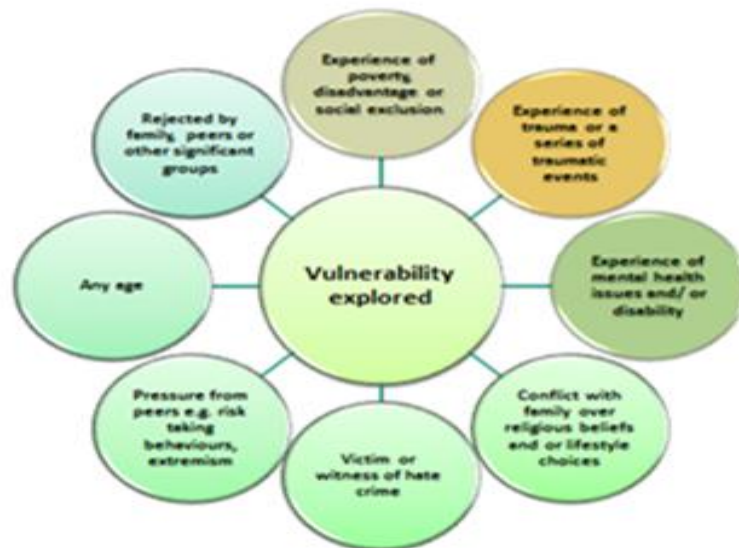 Experience of
poverty,
disadvantage or
social exclusion
Experience of
trauma or a
series of
traumatic
events
Experience of
mental health
issues and/ or
disability
Conflict with
family over
religious beliefs
and or lifestyle
choices
Victim or
witness of hate
crime
Pressure from
peers e.g. risk
taking
behaviours,
extremism
Any age
Rejected by
family, peers or
other significant
groups
Vulnerability
explored